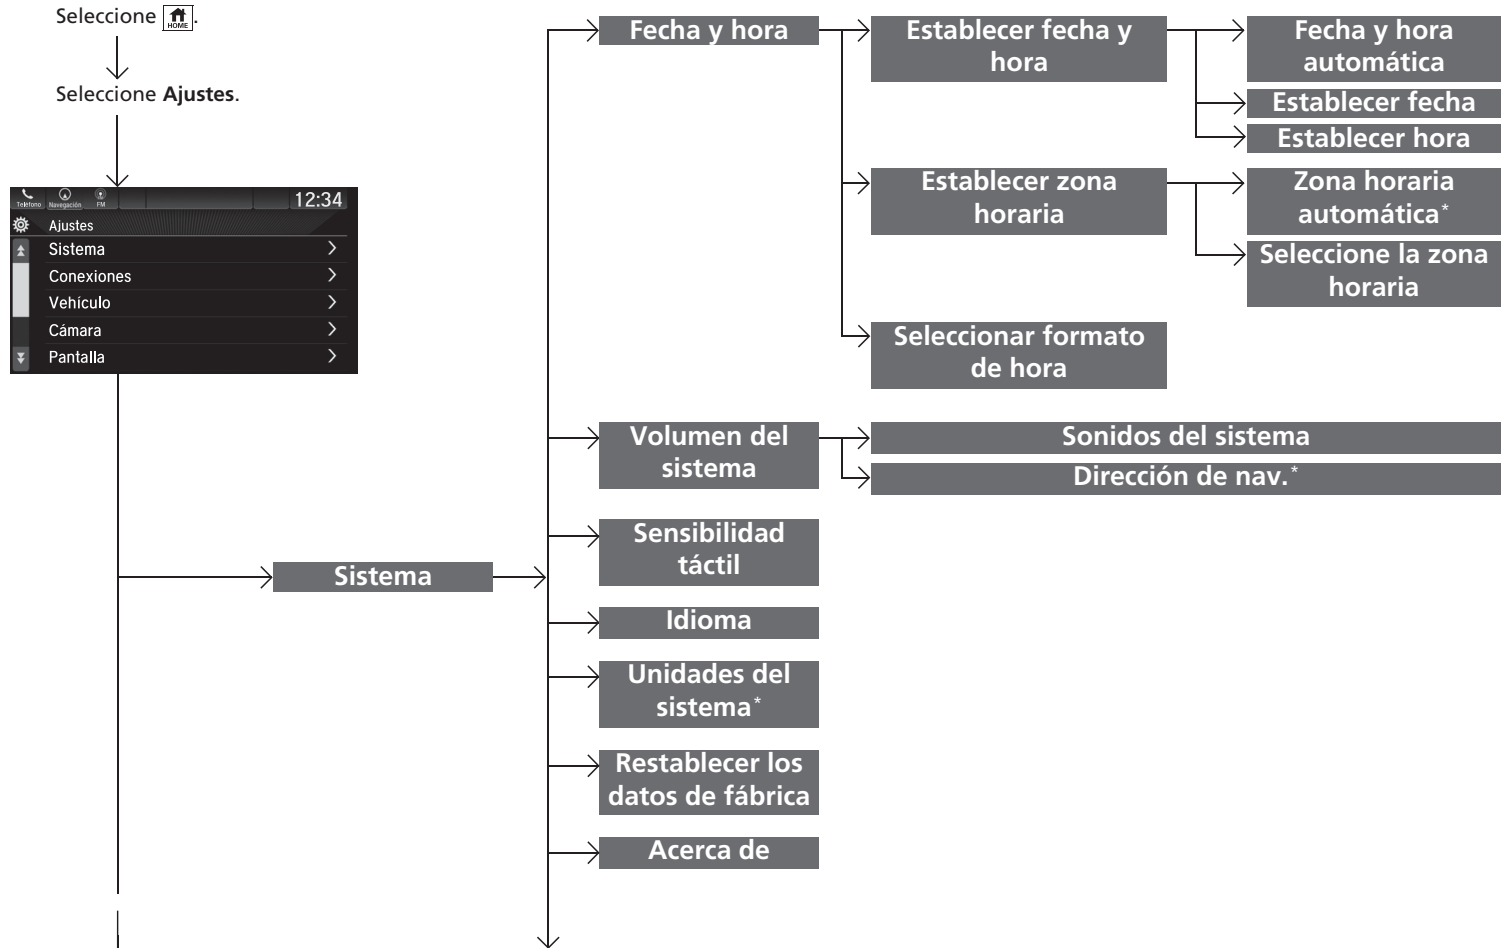 Seleccione HOME.
Seleccione Ajustes.
Teléfono Navegación FM 12:34
Ajustes
Sistema
Conexiones
Vehículo
Cámara
Pantalla
Sistema
Fecha y hora
Establecer fecha y
hora
Fecha y hora
automática
Establecer fecha
Establecer hora
Establecer zona
horaria
Zona horaria
automática*
Seleccione la zona
horaria
Seleccionar formato
de hora
Volumen del
sistema
Sonidos del sistema
Dirección de nav.*
Sensibilidad
táctil
Idioma
Unidades del
sistema*
Restablecer los
datos de fábrica
Acerca de